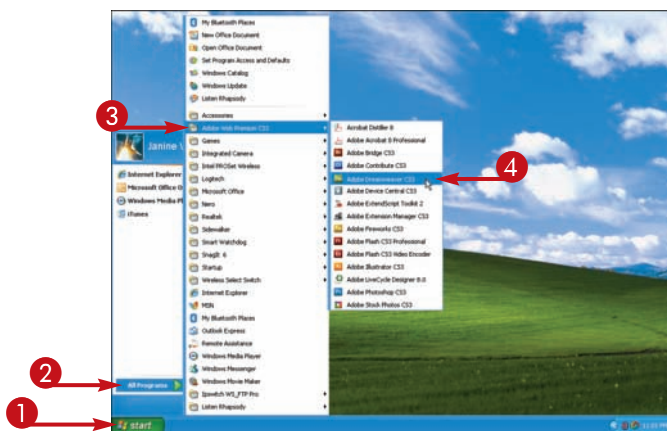 My Bluetooth Places
New Office Document
Open Office Document
Set Program Access and Defaults
Windows Catalog
Windows Update
Listen Rhapsody
Accessories
3
Adobe Web Premium CS3
Games
Integrated Camera
Intel PROSet Wireless
Logitech
Microsoft Office
Nero
Realtek
Sidewalker
Smart Watchdog
SnagIt 6
Startup
Wireless Select Switch
Internet Explorer
MSN
My Bluetooth Places
Outlook Express
Remote Assistance
Windows Media Player
Windows Messenger
Windows Movie Maker
Ipswitch WS_FTP Pro
Listen Rhapsody
Acrobat Distiller 8
Adobe Acrobat 8 Professional
Adobe Bridge CS3
Adobe Contribute CS3
Adobe Dreamweaver CS3
4
Adobe Device Central CS3
Adobe ExtendScript Toolkit 2
Adobe Extension Manager CS3
Adobe Fireworks CS3
Adobe Flash CS3 Professional
Adobe Flash CS3 Video Encoder
Adobe Illustrator CS3
Adobe LiveCycle Designer 8.0
Adobe Photoshop CS3
Adobe Stock Photos CS3
Janine
Internet Explorer
Microsoft Office O
Windows Media Pl
iTunes
2
All Programs
1
start